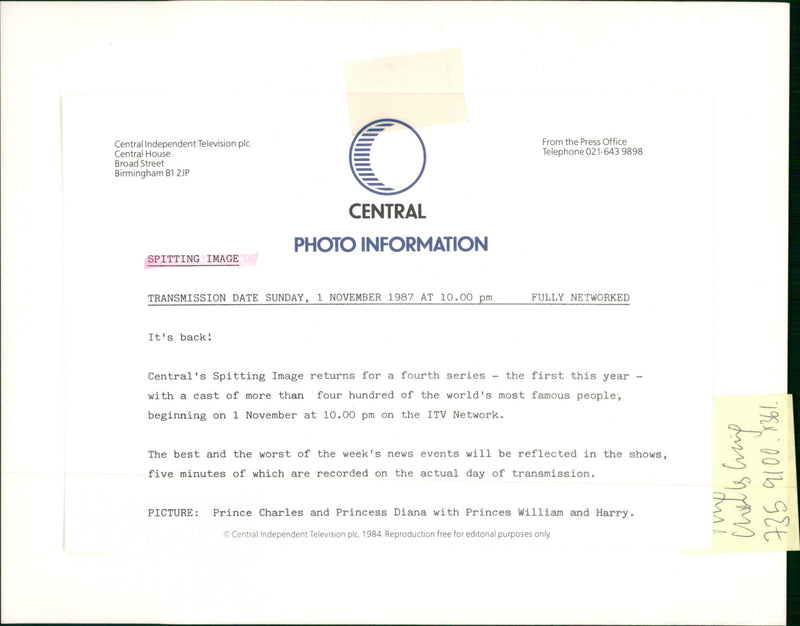 Central Independent Television plc
Central House
Broad Street
Birmingham B1 2JP
From the Press Office
Telephone 021-643 9898
CENTRAL
PHOTO INFORMATION
SPITTING IMAGE
TRANSMISSION DATE SUNDAY, 1 NOVEMBER 1987 AT 10.00 pm FULLY NETWORKED
It's back!
Central's Spitting Image returns for a fourth series - the first this year -
with a cast of more than four hundred of the world's most famous people,
beginning on 1 November at 10.00 pm on the ITV Network.
The best and the worst of the week's news events will be reflected in the shows,
five minutes of which are recorded on the actual day of transmission.
PICTURE: Prince Charles and Princess Diana with Princes William and Harry.
© Central Independent Television plc. 1984. Reproduction free for editorial purposes only.
735 9100. x361.